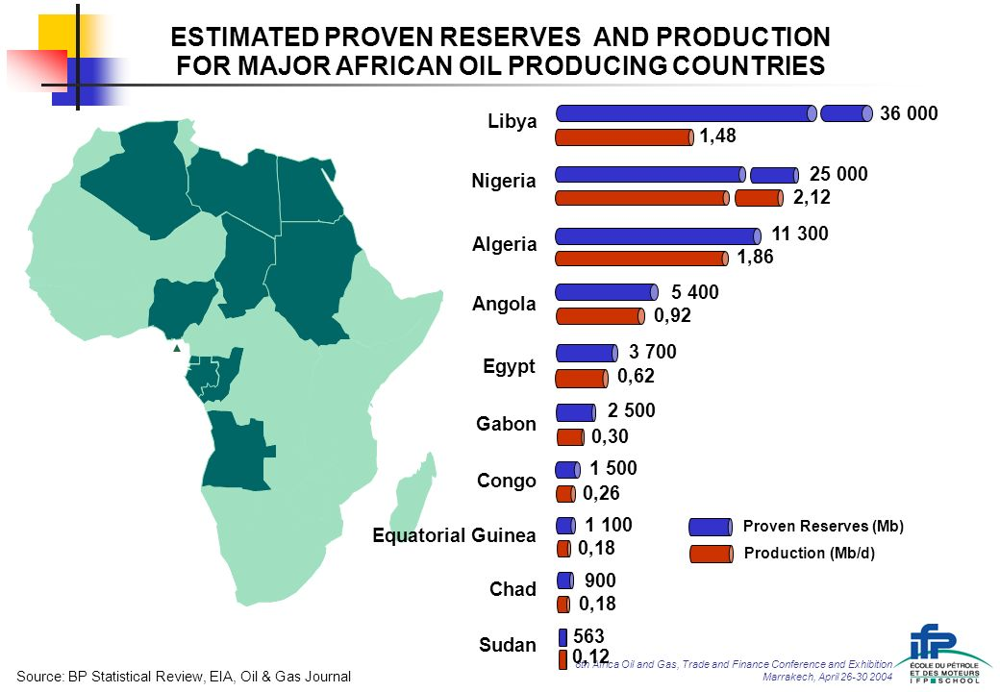 ESTIMATED PROVEN RESERVES AND PRODUCTION
FOR MAJOR AFRICAN OIL PRODUCING COUNTRIES
Libya
36 000
1,48
Nigeria
25 000
2,12
Algeria
11 300
1,86
Angola
5 400
0,92
Egypt
3 700
0,62
Gabon
2 500
0,30
Congo
1 500
0,26
Equatorial Guinea
1 100
0,18
Proven Reserves (Mb)
Production (Mb/d)
Chad
900
0,18
Sudan
563
0,12
Source: BP Statistical Review, EIA, Oil & Gas Journal
8th Africa Oil and Gas, Trade and Finance Conference and Exhibition
Marrakech, April 26-30 2004
iFP
ÉCOLE DU PÉTROLE
ET DES MOTEURS
IFP SCHOOL